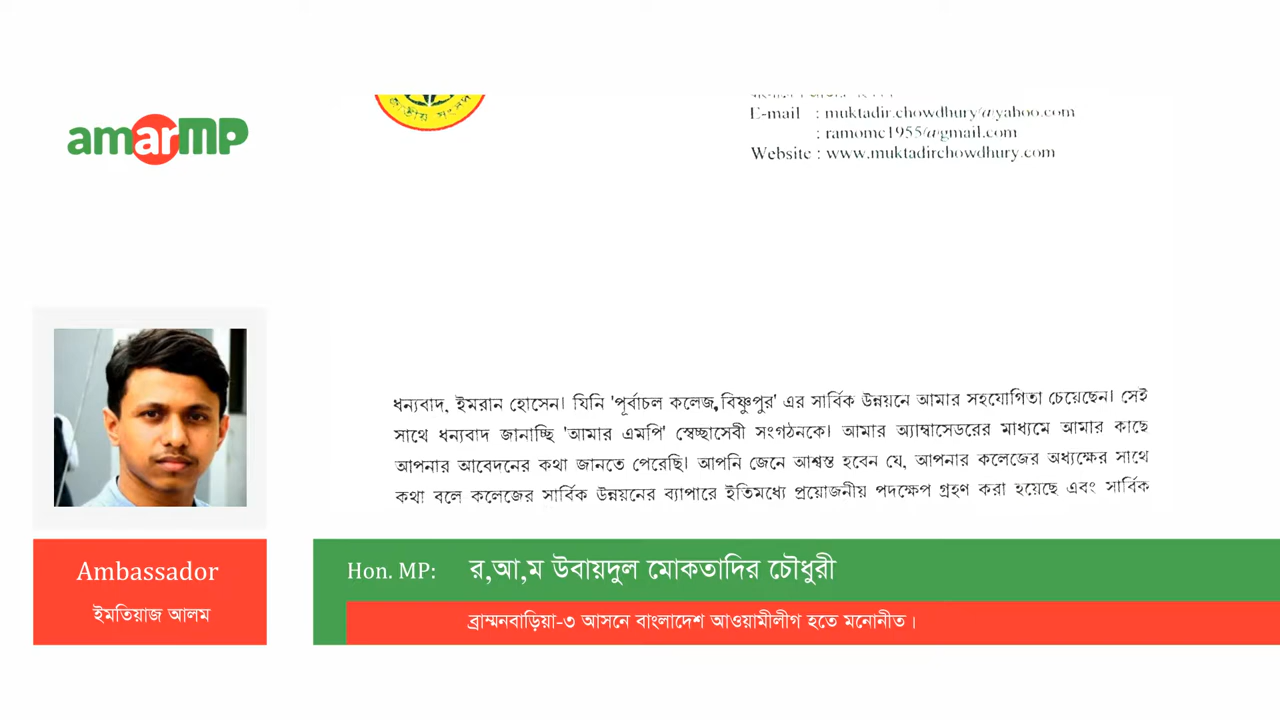 amarMP
জাতীয় সংসদ
E-mail : muktadir.chowdhury@yahoo.com
: ramomc1955@gmail.com
Website : www.muktadirchowdhury.com
ধন্যবাদ, ইমরান হোসেন। যিনি 'পূর্বাচল কলেজ, বিষ্ণুপুর' এর সার্বিক উন্নয়নে আমার সহযোগিতা চেয়েছেন। সেই
সাথে ধন্যবাদ জানাচ্ছি 'আমার এমপি' স্বেচ্ছাসেবী সংগঠনকে। আমার অ্যাম্বাসেডরের মাধ্যমে আমার কাছে
আপনার আবেদনের কথা জানতে পেরেছি। আপনি জেনে আশ্বস্ত হবেন যে, আপনার কলেজের অধ্যক্ষের সাথে
কথা বলে কলেজের সার্বিক উন্নয়নের ব্যাপারে ইতিমধ্যে প্রয়োজনীয় পদক্ষেপ গ্রহণ করা হয়েছে এবং সার্বিক
Ambassador
ইমতিয়াজ আলম
Hon. MP: র,আ,ম উবায়দুল মোকতাদির চৌধুরী
ব্রাম্মনবাড়িয়া-৩ আসনে বাংলাদেশ আওয়ামীলীগ হতে মনোনীত।